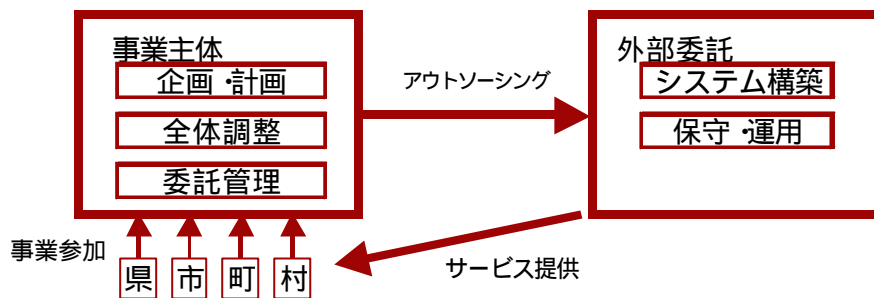 事業主体
企画・計画
全体調整
委託管理
アウトソーシング
外部委託
システム構築
保守・運用
事業参加
県
市
町
村
サービス提供